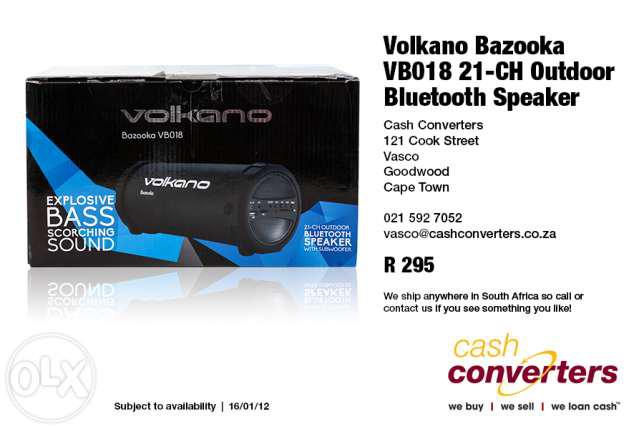 Volkano Bazooka
VB018 21-CH Outdoor
Bluetooth Speaker
Cash Converters
121 Cook Street
Vasco
Goodwood
Cape Town
021 592 7052
vasco@cashconverters.co.za
R 295
We ship anywhere in South Africa so call or
contact us if you see something you like!
cash
converters
we buy | we sell | we loan cash™
volkano
Bazooka VB018
volkano
Bazooka
EXPLOSIVE
BASS
SCORCHING
SOUND
21-CH OUTDOOR
BLUETOOTH
SPEAKER
WITH SUBWOOFER
OLX
Subject to availability | 16/01/12